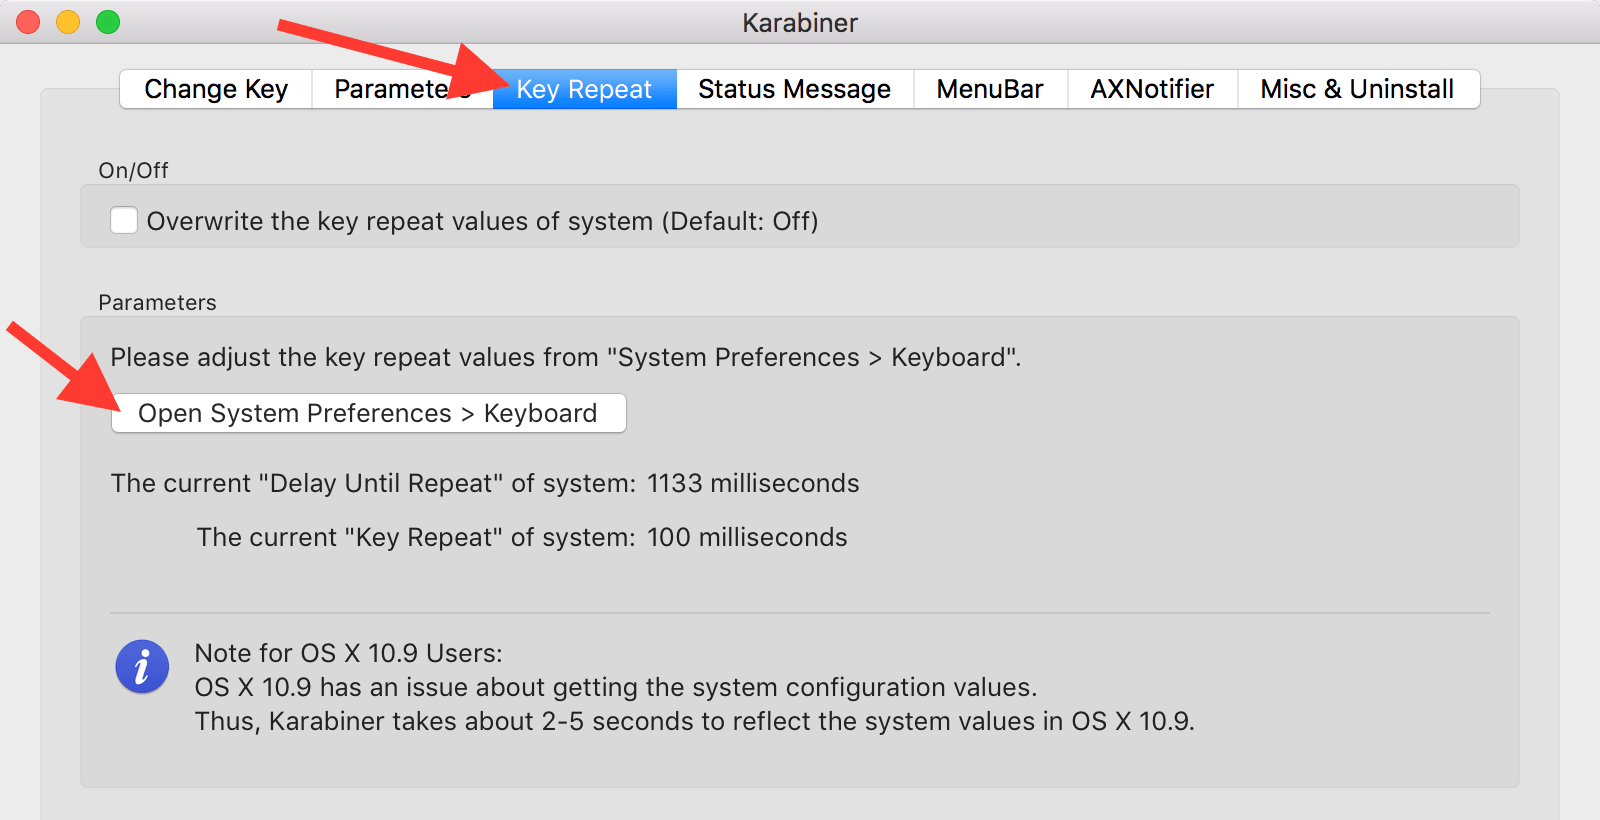 Karabiner
Change Key Parameters Key Repeat Status Message MenuBar AXNotifier Misc & Uninstall
On/Off
Overwrite the key repeat values of system (Default: Off)
Parameters
Please adjust the key repeat values from "System Preferences > Keyboard".
Open System Preferences > Keyboard
The current "Delay Until Repeat" of system: 1133 milliseconds
The current "Key Repeat" of system: 100 milliseconds
Note for OS X 10.9 Users:
OS X 10.9 has an issue about getting the system configuration values.
Thus, Karabiner takes about 2-5 seconds to reflect the system values in OS X 10.9.